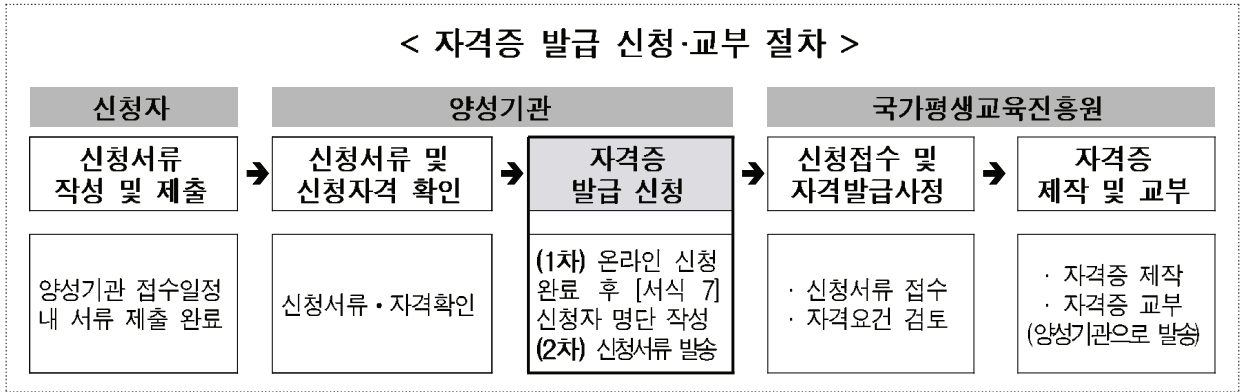 < 자격증 발급 신청·교부 절차 >
신청자
양성기관
국가평생교육진흥원
신청서류
작성 및 제출
➔
신청서류 및
신청자격 확인
➔
자격증
발급 신청
➔
신청접수 및
자격발급사정
➔
자격증
제작 및 교부
양성기관 접수일정
내 서류 제출 완료
신청서류・자격확인
(1차) 온라인 신청
완료 후 [서식 7]
신청자 명단 작성
(2차) 신청서류 발송
· 신청서류 접수
· 자격요건 검토
· 자격증 제작
· 자격증 교부
(양성기관으로 발송)